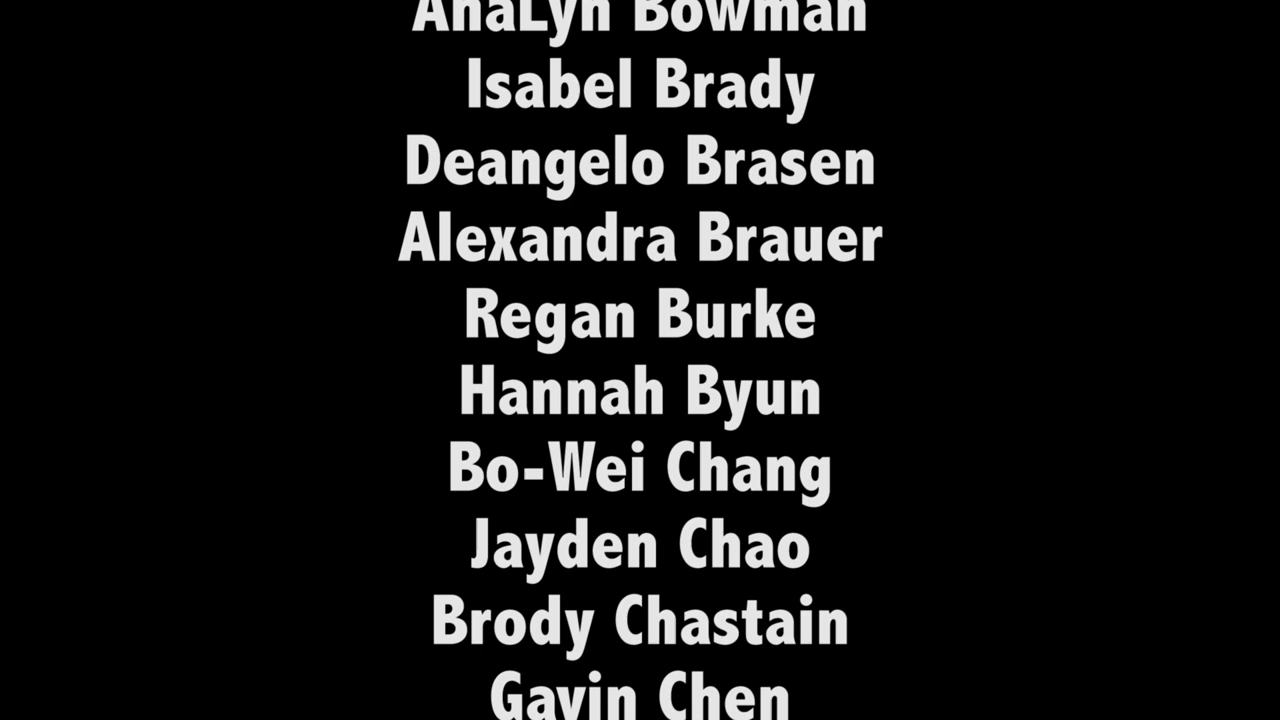 AnaLyn Bowman
Isabel Brady
Deangelo Brasen
Alexandra Brauer
Regan Burke
Hannah Byun
Bo-Wei Chang
Jayden Chao
Brody Chastain
Gavin Chen